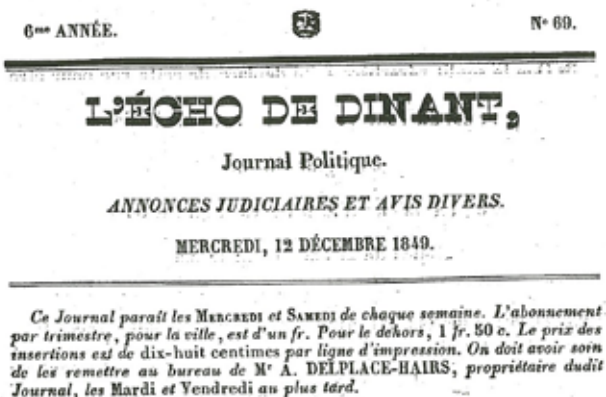 6me ANNÉE. No 69.
L'ÉCHO DE DINANT,
Journal Politique.
ANNONCES JUDICIAIRES ET AVIS DIVERS.
MERCREDI, 12 DÉCEMBRE 1849.
Ce Journal paraît les MERCREDI et SAMEDI de chaque semaine. L'abonnement
par trimestre, pour la ville, est d'un fr. Pour le dehors, 1 fr. 50 c. Le prix des
insertions est de dix-huit centimes par ligne d'impression. On doit avoir soin
de les remettre au bureau de Mr A. DELPLACE-HAIRS, propriétaire dudit
Journal, les Mardi et Vendredi au plus tard.